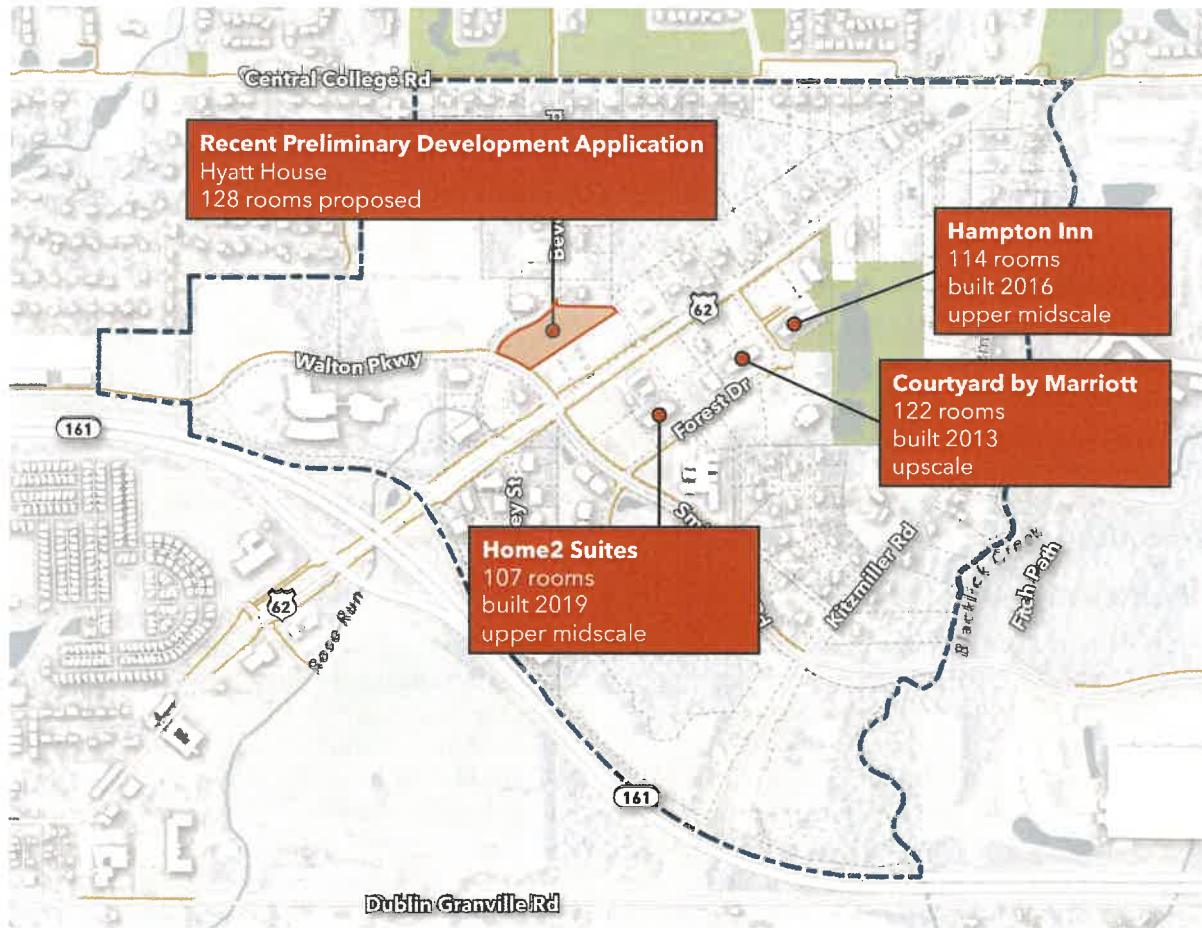 Central College Rd
Recent Preliminary Development Application
Hyatt House
128 rooms proposed
Hampton Inn
114 rooms
built 2016
upper midscale
62
Walton Pkwy
Courtyard by Marriott
122 rooms
built 2013
upscale
161
Forest Dr
Home2 Suites
107 rooms
built 2019
upper midscale
Kitzmiller Rd
Blacklick Creek
Fitch Path
62
Rose Run
161
Dublin Granville Rd